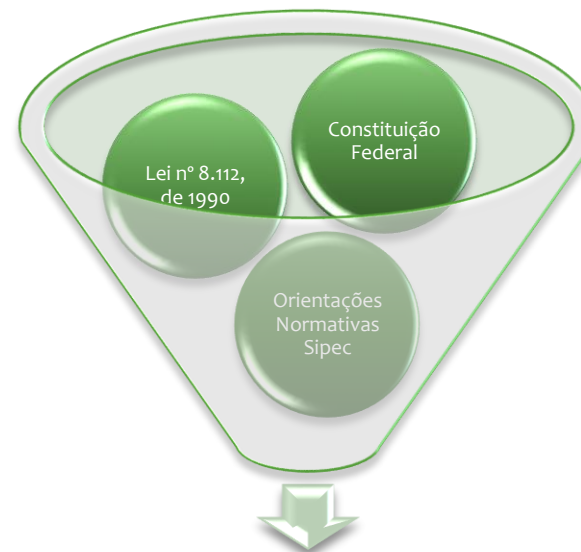 Constituição
Federal
Lei nº 8.112,
de 1990
Orientações
Normativas
Sipec